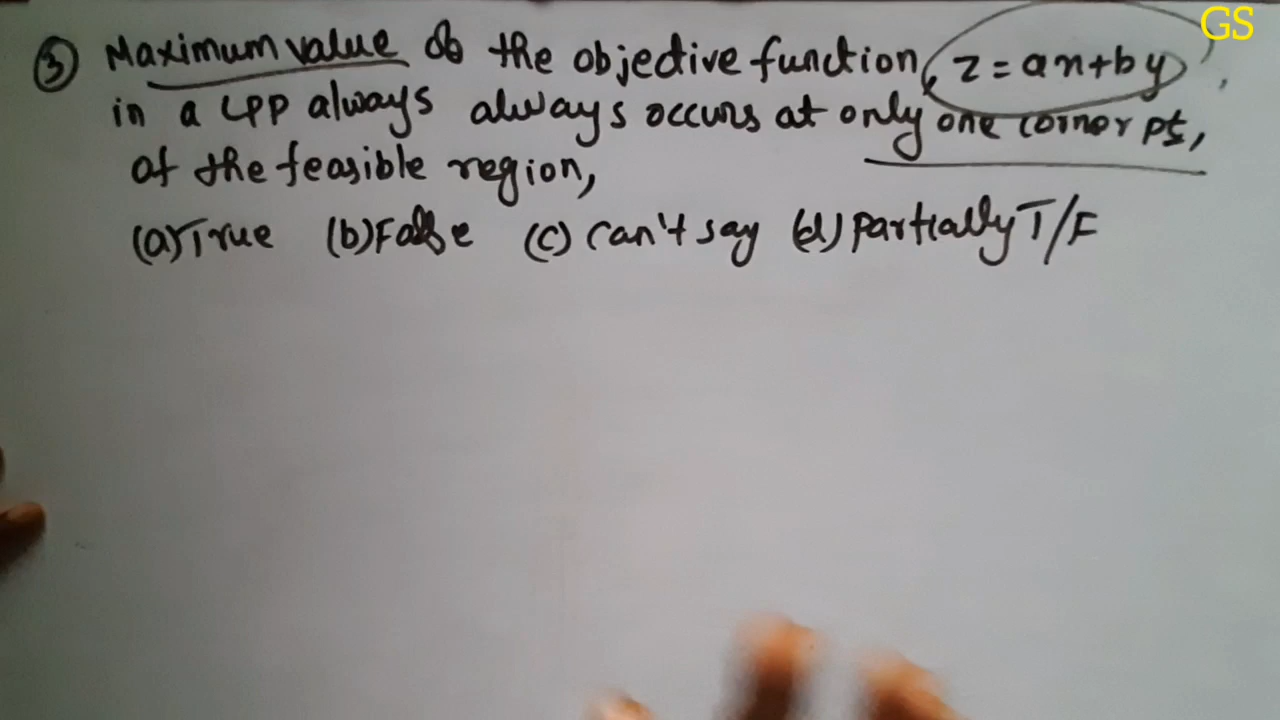 GS
③ Maximum value of the objective function, z = ax+by,
in a LPP always always occurs at only one corner pt,
of the feasible region,
(a) True (b) False (c) can't say (d) partially T/F